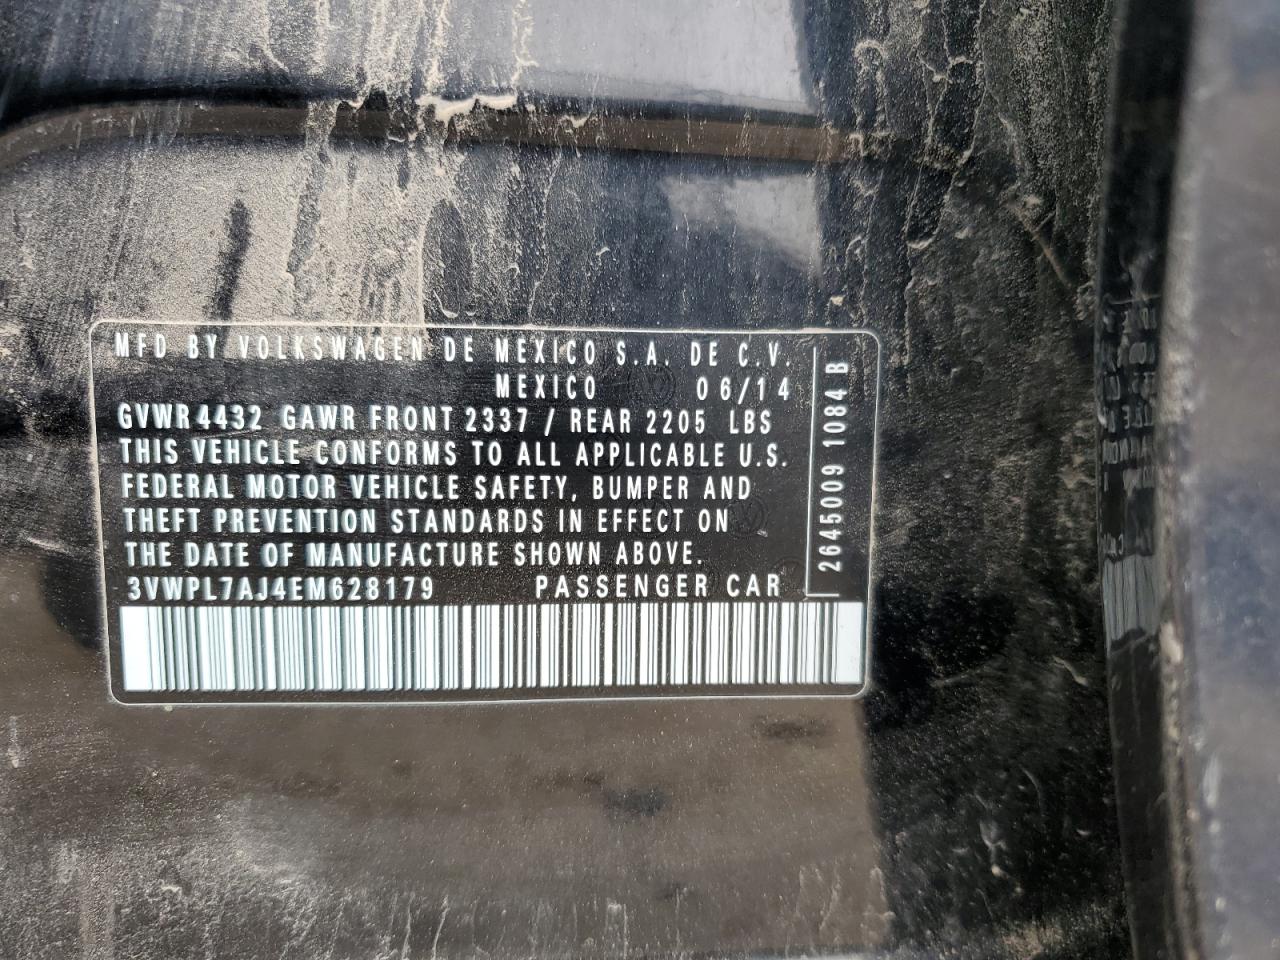 MFD BY VOLKSWAGEN DE MEXICO S.A. DE C.V.
MEXICO 06/14
GVWR 4432 GAWR FRONT 2337 / REAR 2205 LBS
THIS VEHICLE CONFORMS TO ALL APPLICABLE U.S.
FEDERAL MOTOR VEHICLE SAFETY, BUMPER AND
THEFT PREVENTION STANDARDS IN EFFECT ON
THE DATE OF MANUFACTURE SHOWN ABOVE.
3VWPL7AJ4EM628179 PASSENGER CAR
2645009 1084 B